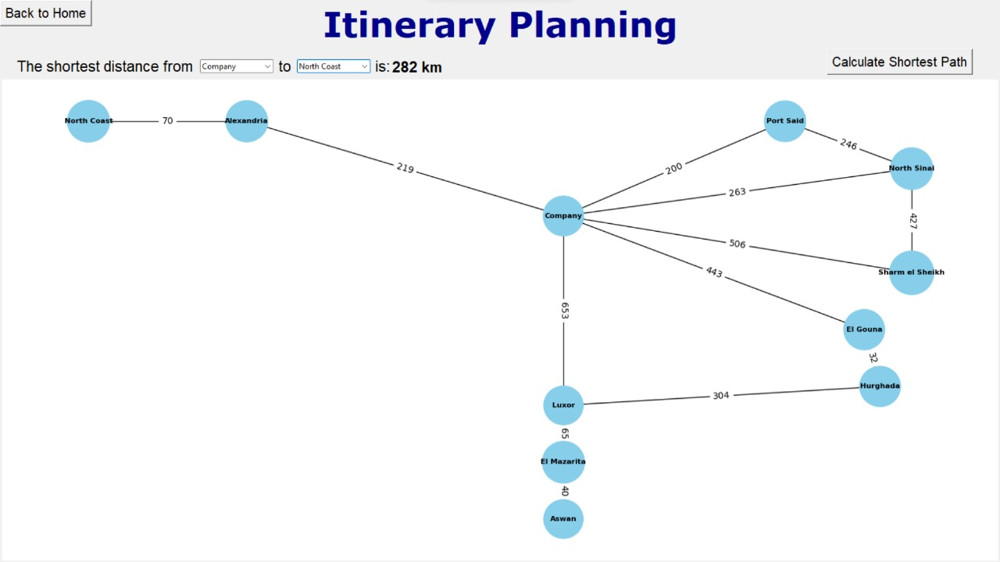 Back to Home
Itinerary Planning
The shortest distance from Company to North Coast is: 282 km
Calculate Shortest Path
North Coast 70 Alexandria
Port Said
246
219
200
North Sinai
263
Company
427
506
443
Sharm el Sheikh
653
El Gouna
32
Hurghada
304
Luxor
65
El Mazarita
40
Aswan